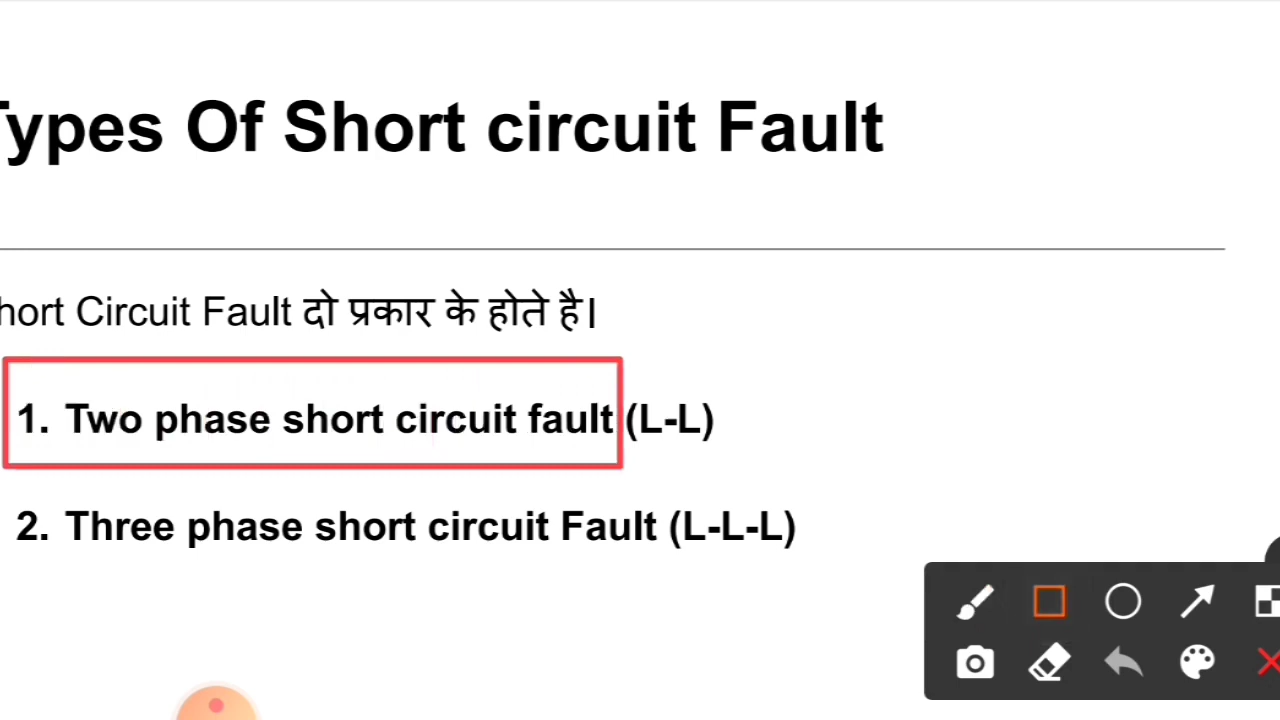 Types Of Short circuit Fault
hort Circuit Fault दो प्रकार के होते है।
1. Two phase short circuit fault (L-L)
2. Three phase short circuit Fault (L-L-L)